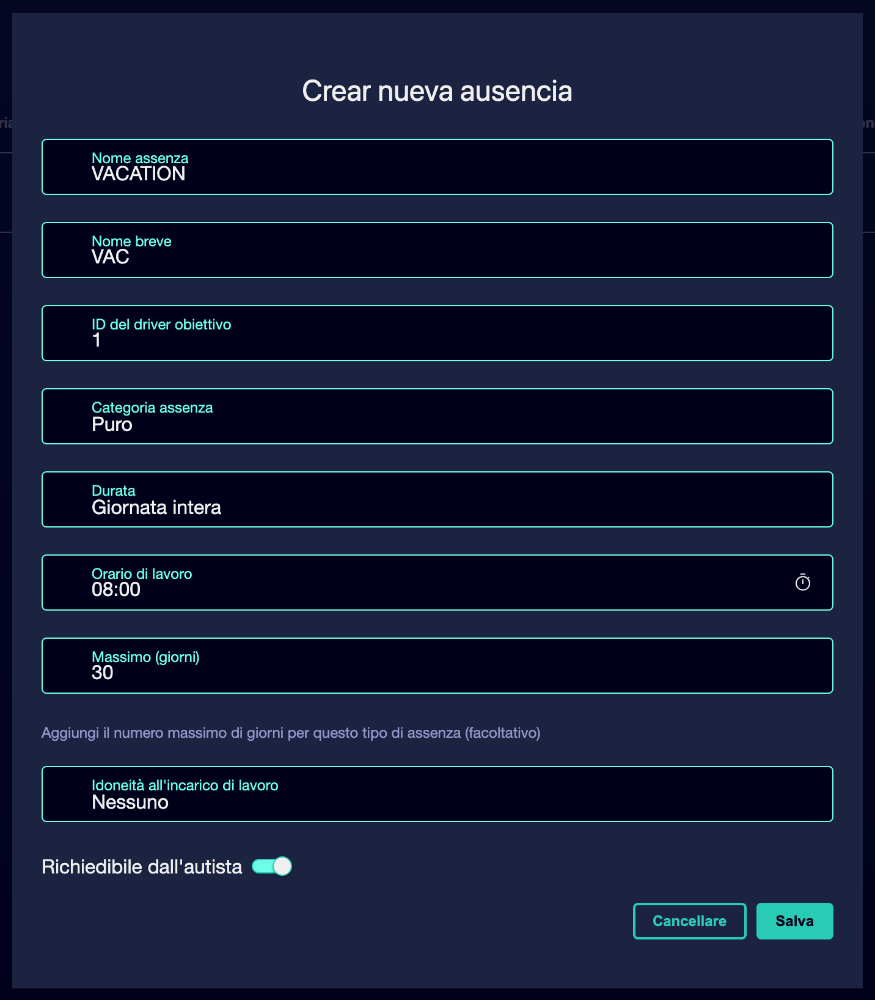 Crear nueva ausencia
Nome assenza
VACATION
Nome breve
VAC
ID del driver obiettivo
1
Categoria assenza
Puro
Durata
Giornata intera
Orario di lavoro
08:00
Massimo (giorni)
30
Aggiungi il numero massimo di giorni per questo tipo di assenza (facoltativo)
Idoneità all'incarico di lavoro
Nessuno
Richiedibile dall'autista
Cancellare Salva